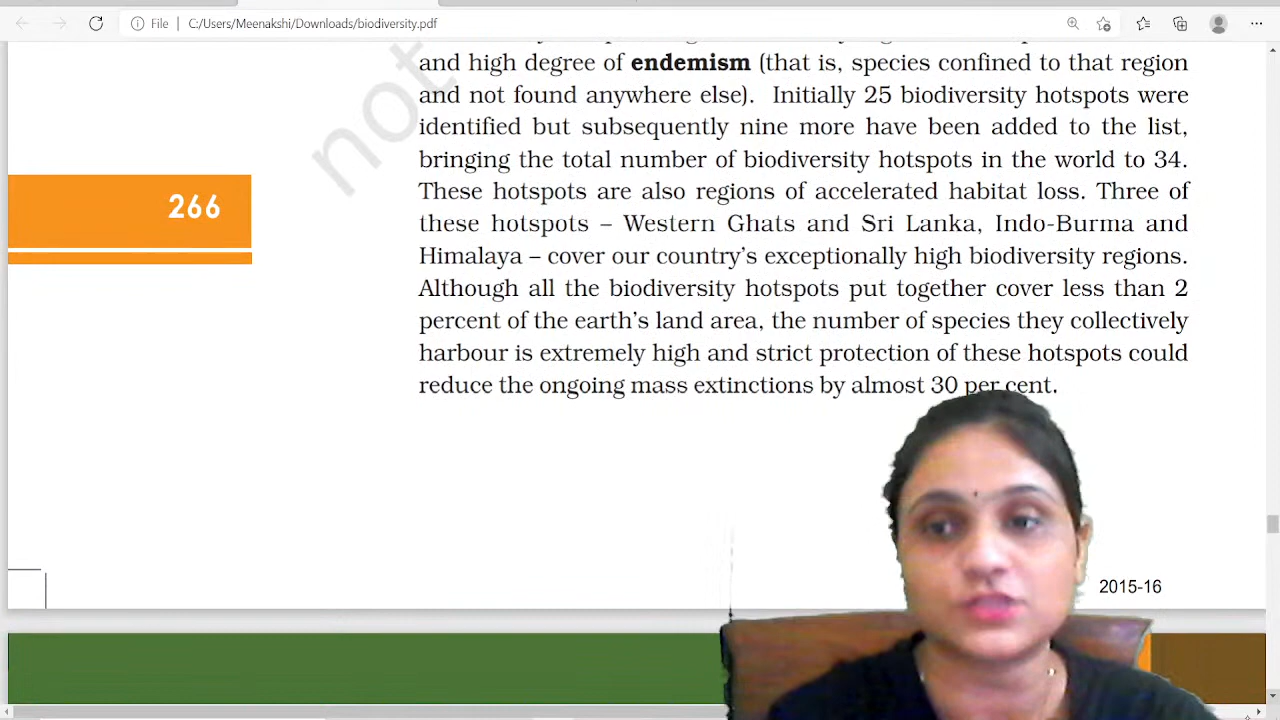 File C:/Users/Meenakshi/Downloads/biodiversity.pdf
not
and high degree of endemism (that is, species confined to that region
and not found anywhere else). Initially 25 biodiversity hotspots were
identified but subsequently nine more have been added to the list,
bringing the total number of biodiversity hotspots in the world to 34.
These hotspots are also regions of accelerated habitat loss. Three of
these hotspots – Western Ghats and Sri Lanka, Indo-Burma and
Himalaya – cover our country's exceptionally high biodiversity regions.
Although all the biodiversity hotspots put together cover less than 2
percent of the earth's land area, the number of species they collectively
harbour is extremely high and strict protection of these hotspots could
reduce the ongoing mass extinctions by almost 30 per cent.
266
2015-16